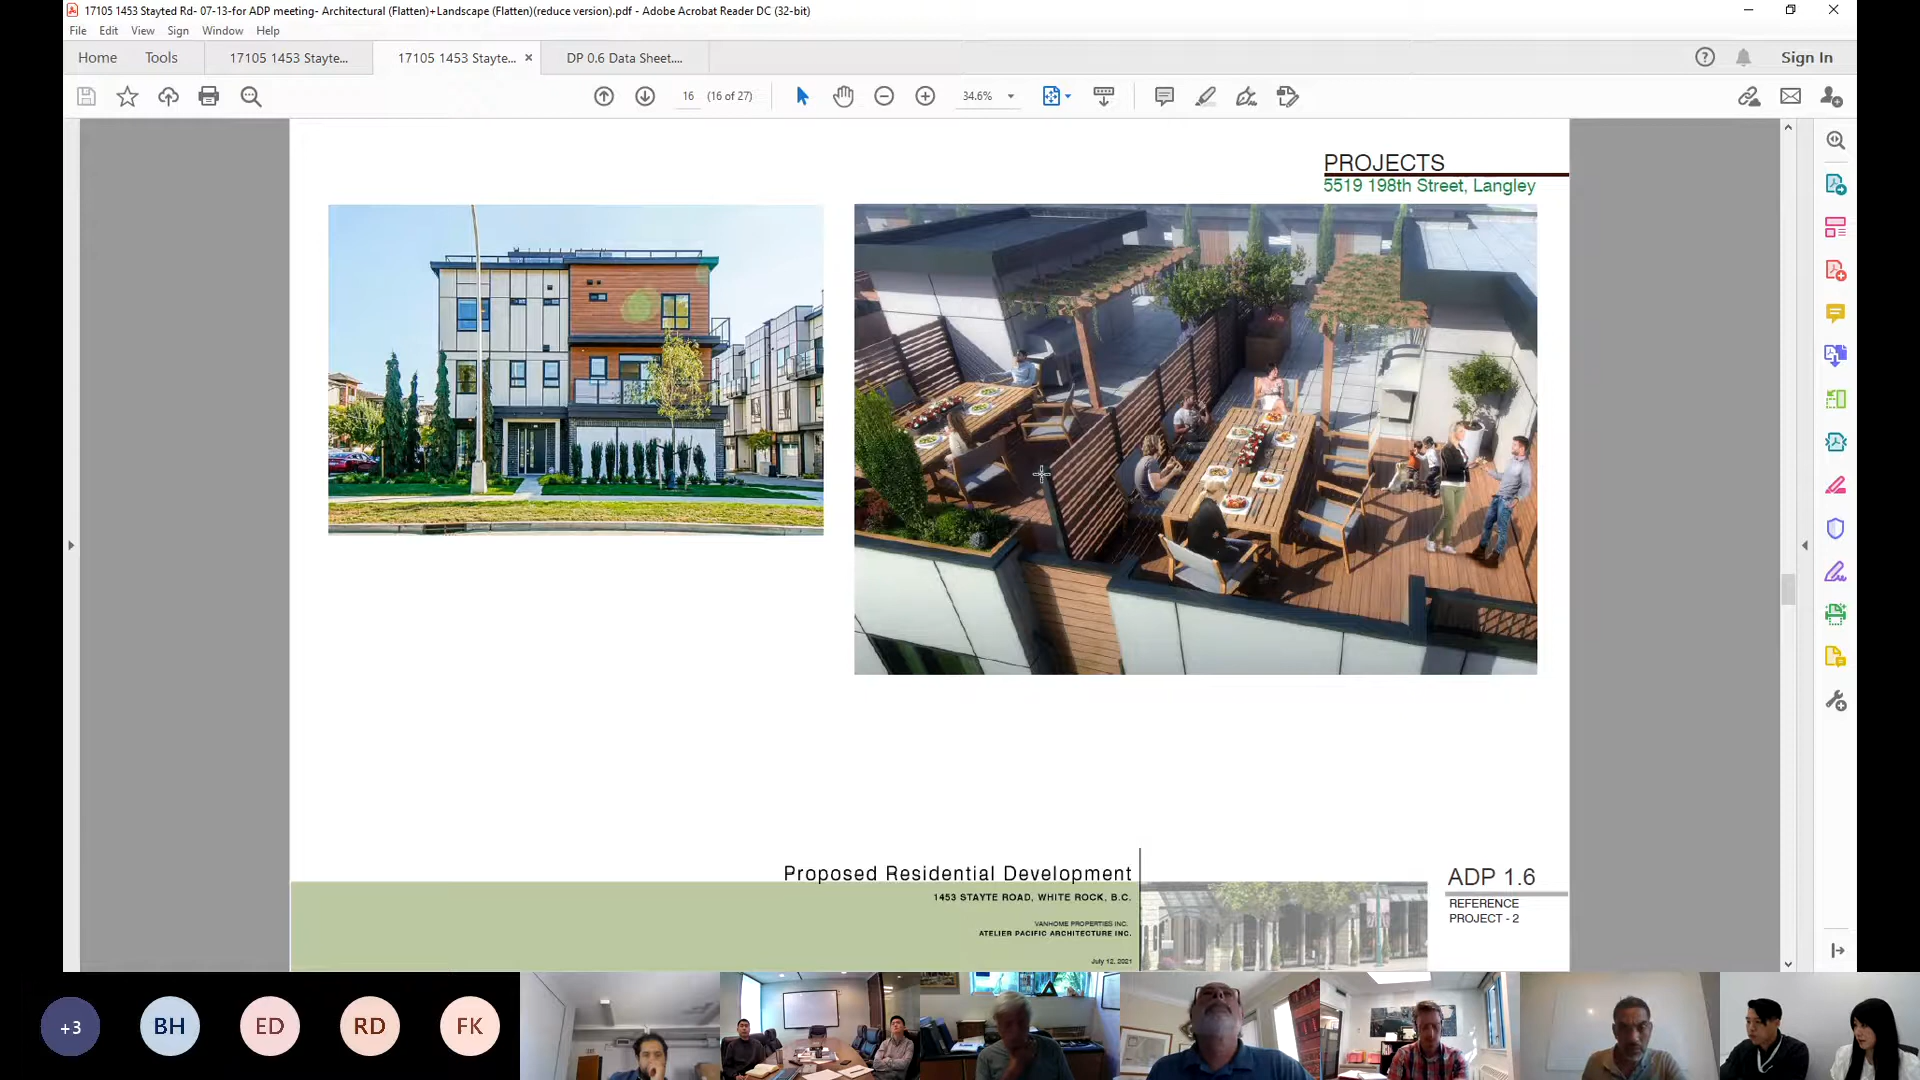 17105 1453 Stayted Rd- 07-13-for ADP meeting- Architectural (Flatten)+Landscape (Flatten)(reduce version).pdf - Adobe Acrobat Reader DC (32-bit)
File Edit View Sign Window Help
Home Tools 17105 1453 Stayte... 17105 1453 Stayte... × DP 0.6 Data Sheet.... Sign In
16 (16 of 27) 34.6%
PROJECTS
5519 198th Street, Langley
Proposed Residential Development
1453 STAYTE ROAD, WHITE ROCK, B.C.
VANHOME PROPERTIES INC.
ATELIER PACIFIC ARCHITECTURE INC.
July 12, 2021
ADP 1.6
REFERENCE
PROJECT - 2
+3 BH ED RD FK